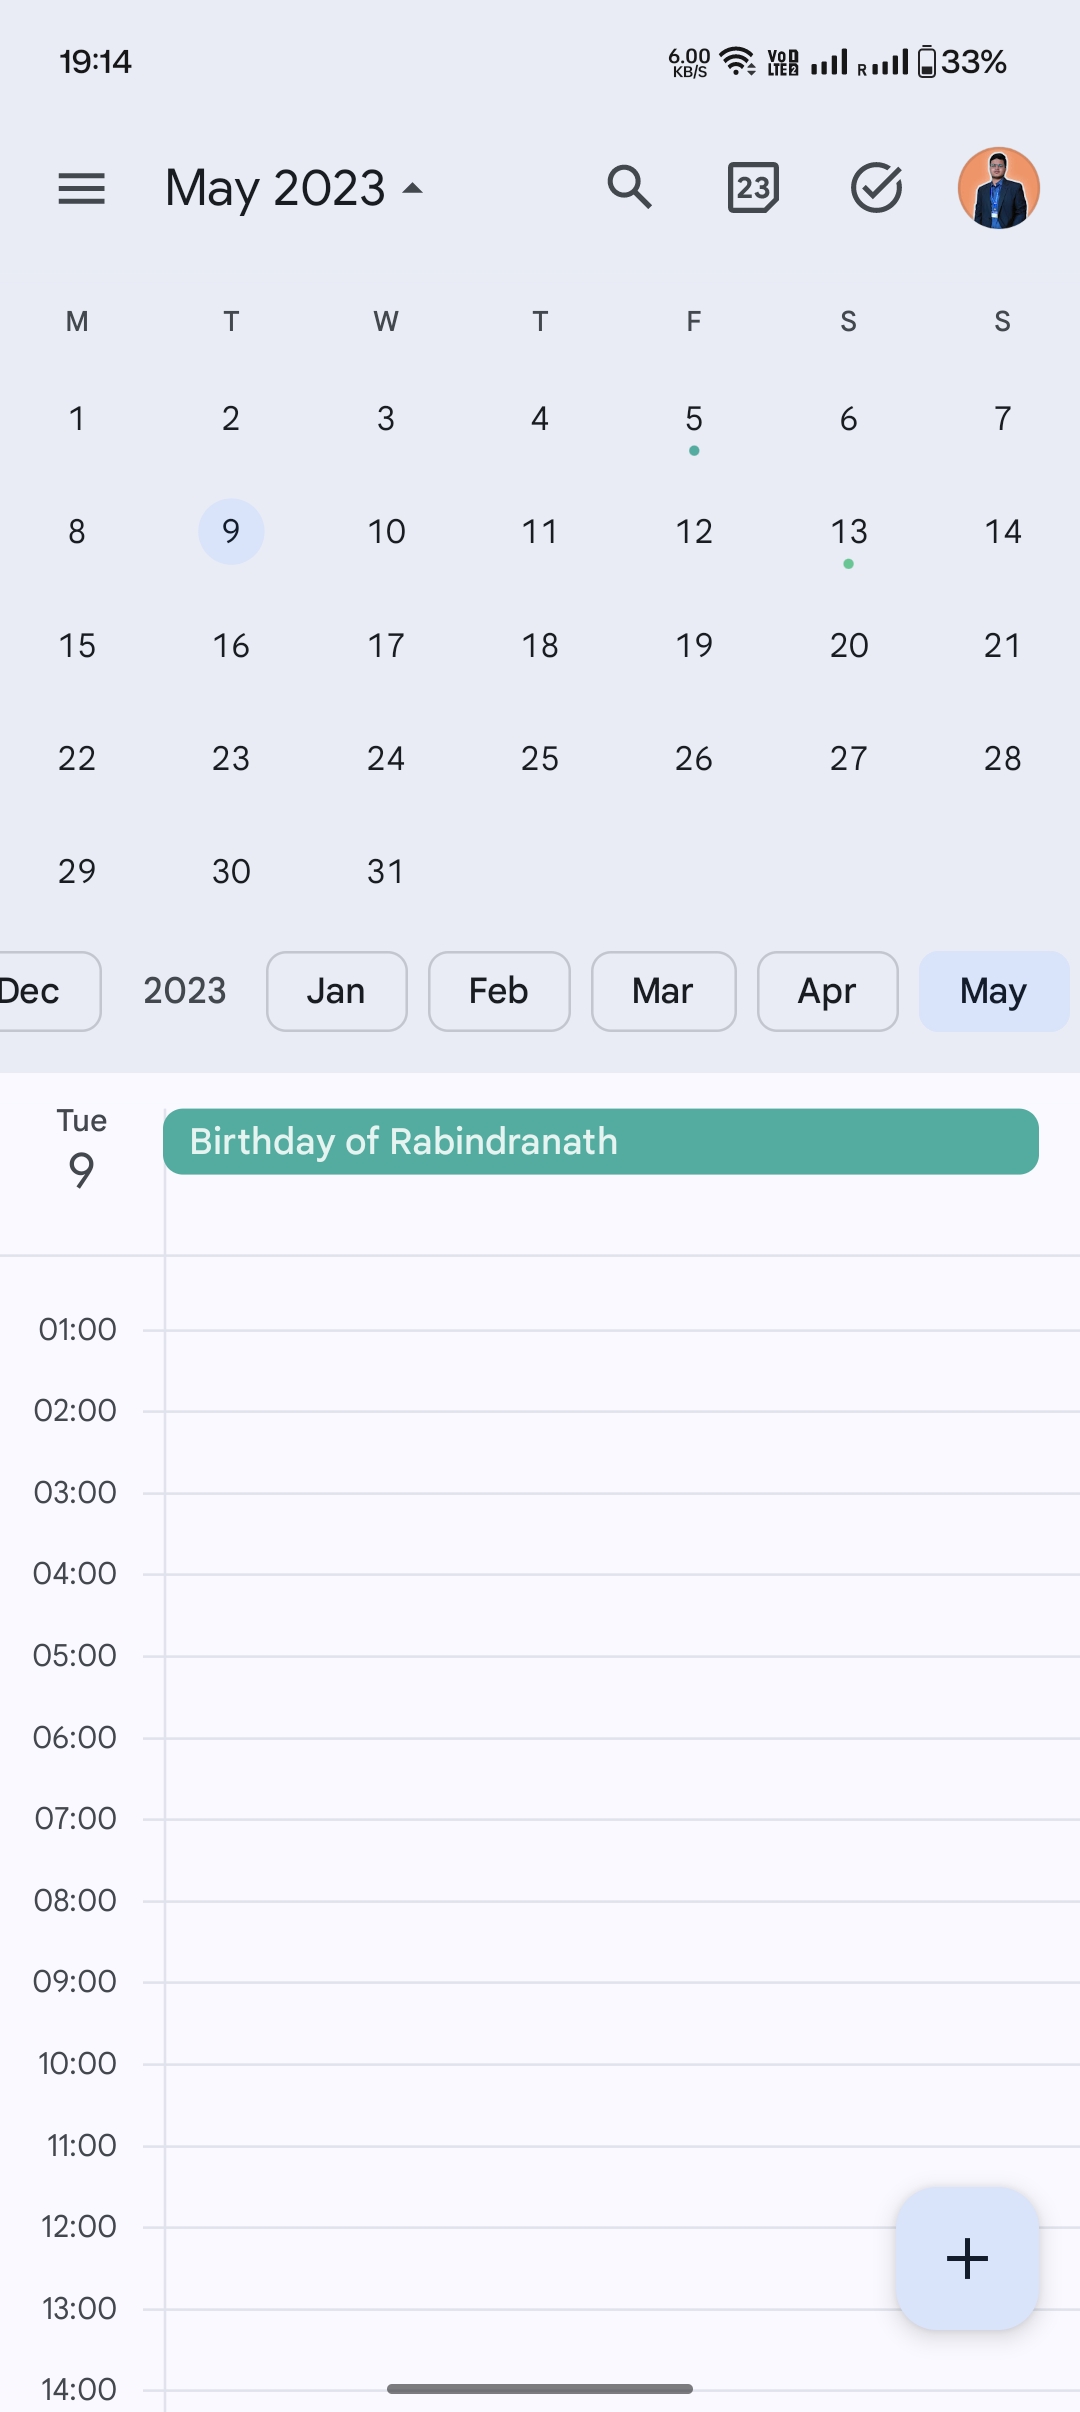 19:14
6.00 KB/S VoD LTE 2 R 33%
May 2023
23
M T W T F S S
1 2 3 4 5 6 7
8 9 10 11 12 13 14
15 16 17 18 19 20 21
22 23 24 25 26 27 28
29 30 31
Dec 2023 Jan Feb Mar Apr May
Tue
9
Birthday of Rabindranath
01:00
02:00
03:00
04:00
05:00
06:00
07:00
08:00
09:00
10:00
11:00
12:00
13:00
14:00